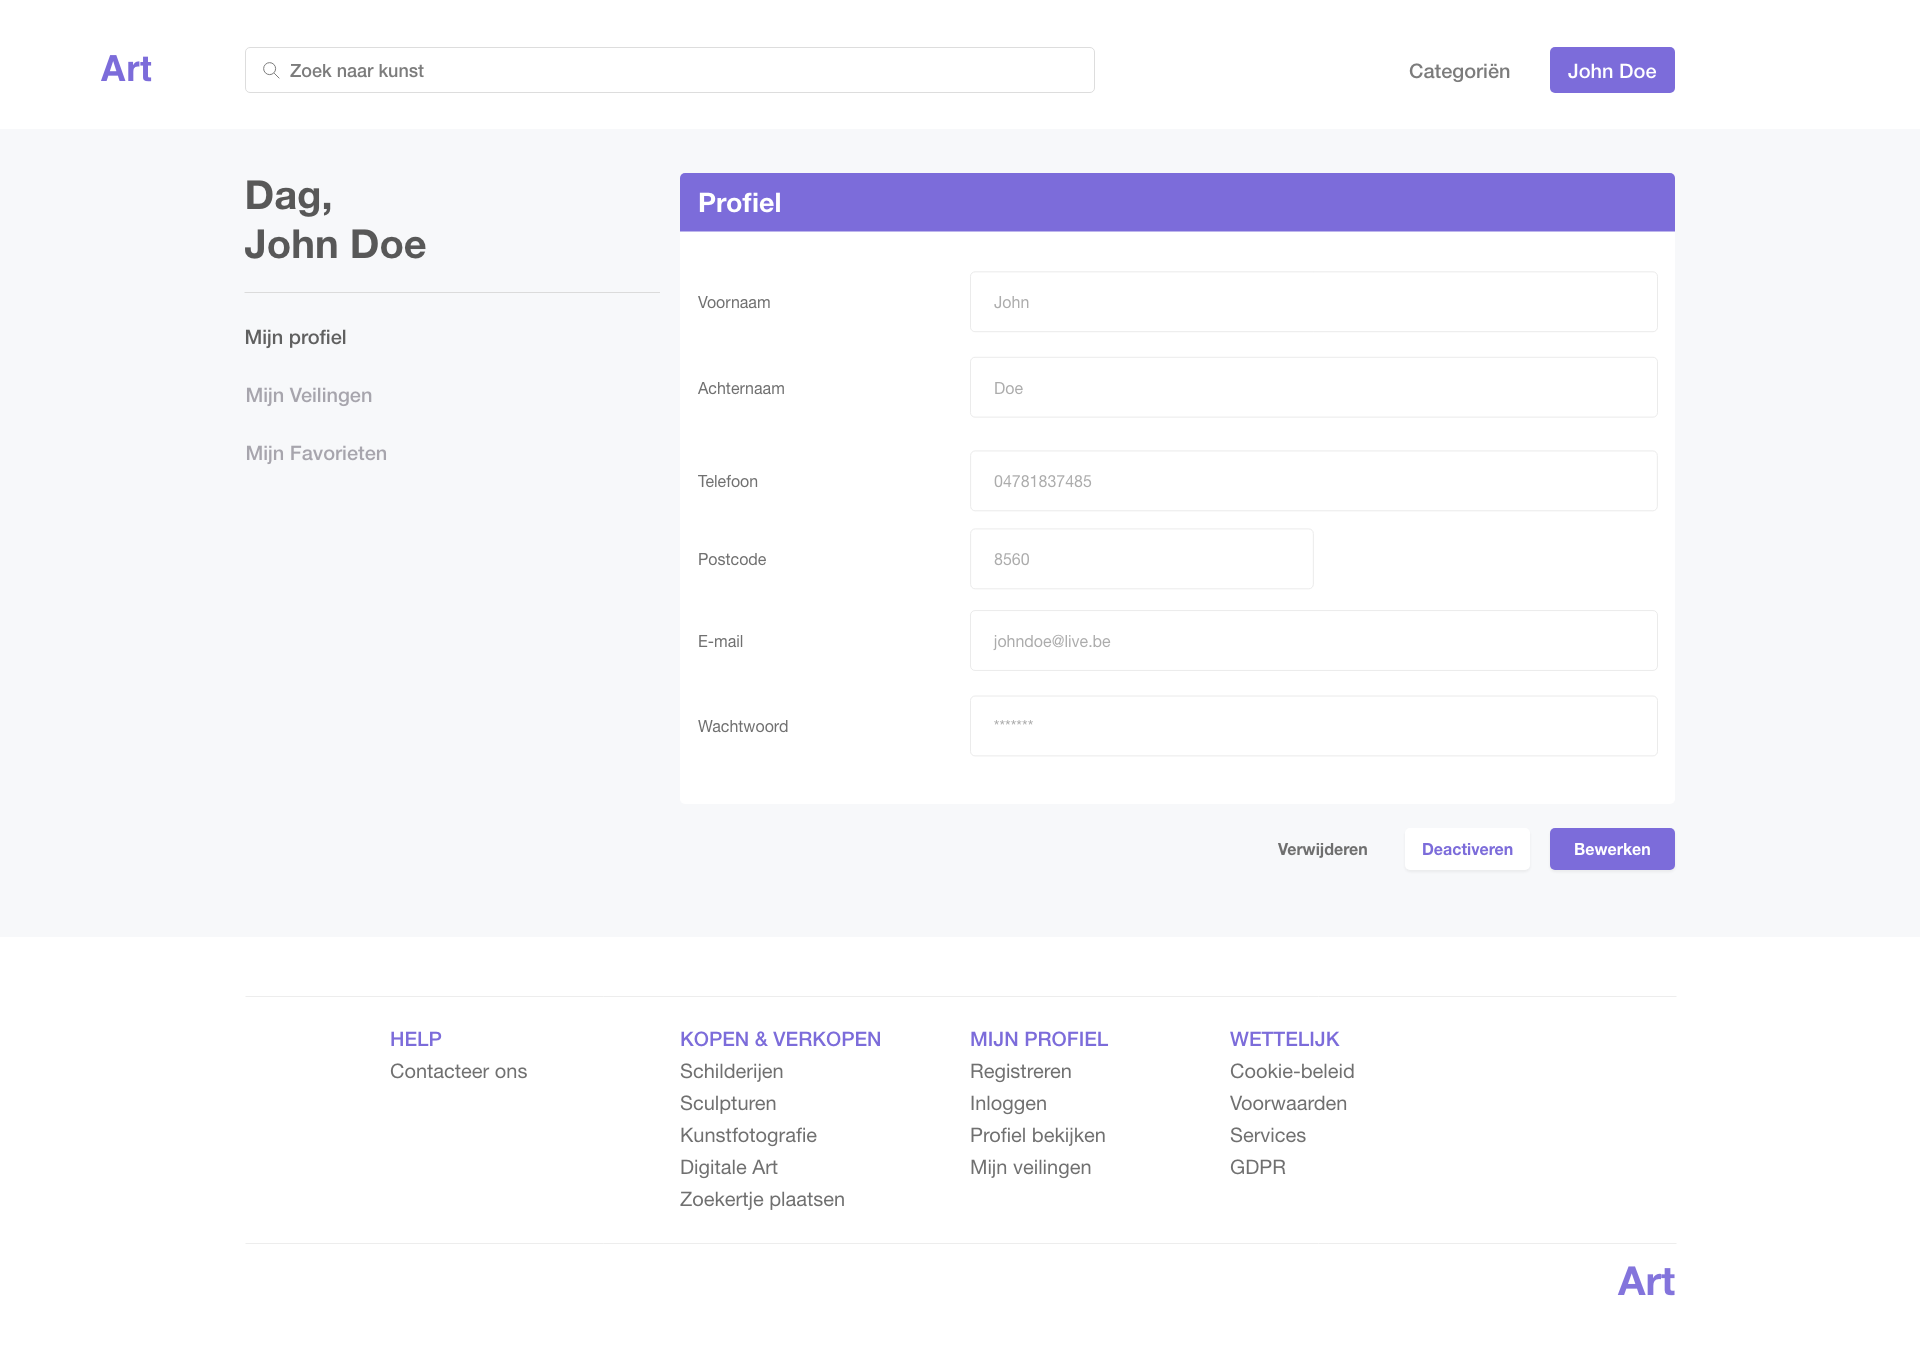 Art
Zoek naar kunst
Categoriën
John Doe
Dag,
John Doe
Mijn profiel
Mijn Veilingen
Mijn Favorieten
Profiel
Voornaam
John
Achternaam
Doe
Telefoon
04781837485
Postcode
8560
E-mail
johndoe@live.be
Wachtwoord
*******
Verwijderen
Deactiveren
Bewerken
HELP
Contacteer ons
KOPEN & VERKOPEN
Schilderijen
Sculpturen
Kunstfotografie
Digitale Art
Zoekertje plaatsen
MIJN PROFIEL
Registreren
Inloggen
Profiel bekijken
Mijn veilingen
WETTELIJK
Cookie-beleid
Voorwaarden
Services
GDPR
Art